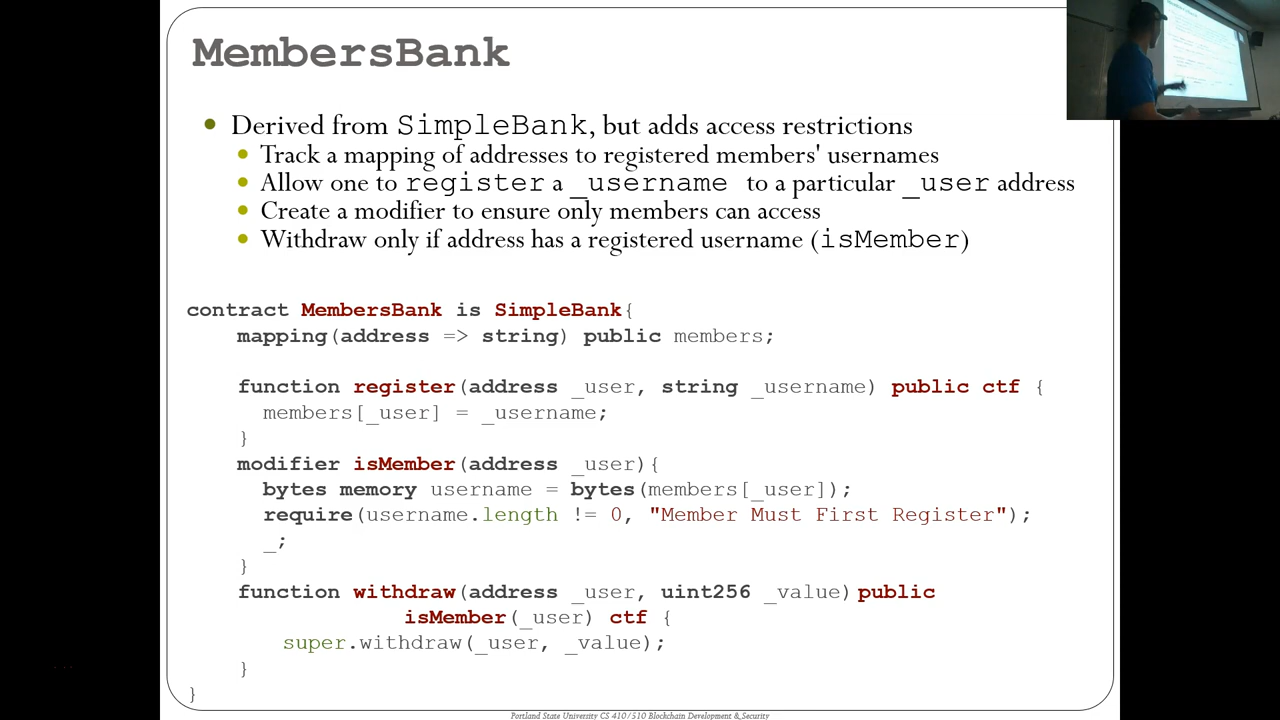 MembersBank
Derived from SimpleBank, but adds access restrictions
Track a mapping of addresses to registered members' usernames
Allow one to register a _username to a particular _user address
Create a modifier to ensure only members can access
Withdraw only if address has a registered username (isMember)
contract MembersBank is SimpleBank{
mapping(address => string) public members;
function register(address _user, string _username) public ctf {
members[_user] = _username;
}
modifier isMember(address _user){
bytes memory username = bytes(members[_user]);
require(username.length != 0, "Member Must First Register");
_;
}
function withdraw(address _user, uint256 _value) public
isMember(_user) ctf {
super.withdraw(_user, _value);
}
}
Portland State University CS 410/510 Blockchain Development & Security